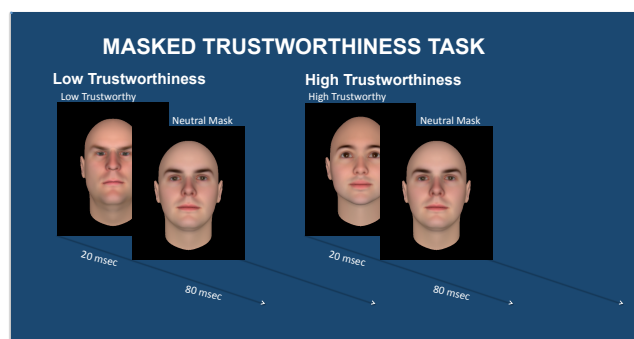 MASKED TRUSTWORTHINESS TASK
Low Trustworthiness
Low Trustworthy
Neutral Mask
20 msec
80 msec
High Trustworthiness
High Trustworthy
Neutral Mask
20 msec
80 msec